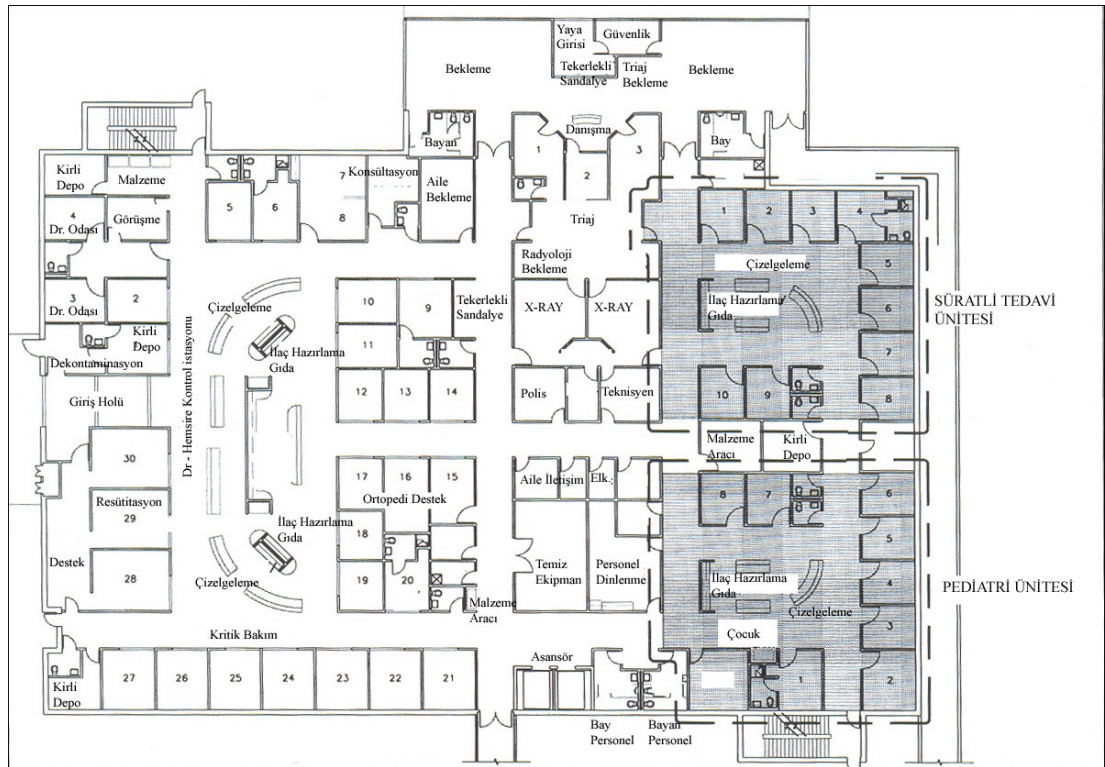 Yaya
Girisi
Güvenlik
Bekleme
Tekerlekli
Sandalye
Triaj
Bekleme
Bekleme
Bayan
Danışma
Bay
1
2
3
Kirli
Depo
Malzeme
5
6
7
8
Konsültasyon
Aile
Bekleme
4
Dr. Odası
Görüşme
Triaj
1
2
3
4
Radyoloji
Bekleme
Çizelgeleme
5
3
Dr. Odası
2
Çizelgeleme
10
9
Tekerlekli
Sandalye
X-RAY
X-RAY
İlaç Hazırlama
Gıda
6
SÜRATLİ TEDAVİ
ÜNİTESİ
Kirli
Depo
Dekontaminasyon
İlaç Hazırlama
Gıda
11
7
12
13
14
Polis
Teknisyen
10
9
8
Giriş Holü
Dr - Hemsire Kontrol istasyonu
Malzeme
Aracı
Kirli
Depo
30
17
16
15
Aile İletişim
Elk.:
8
7
6
Resütitasyon
29
Ortopedi Destek
18
İlaç Hazırlama
Gıda
5
Destek
28
Çizelgeleme
19
20
Temiz
Ekipman
Personel
Dinlenme
İlaç Hazırlama
Gıda
4
PEDİATRİ ÜNİTESİ
Malzeme
Aracı
Çizelgeleme
3
Kritik Bakım
Çocuk
Asansör
Kirli
Depo
27
26
25
24
23
22
21
1
2
Bay
Personel
Bayan
Personel